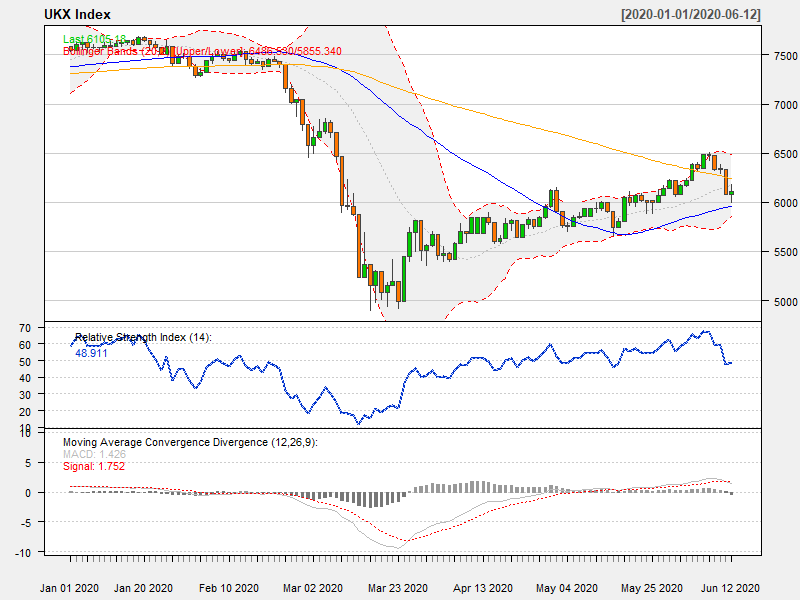 UKX Index [2020-01-01/2020-06-12]
Last 6105.18
Bollinger Bands (20,2) [Upper/Lower]: 6486.530/5855.340
7500
7000
6500
6000
5500
5000
Relative Strength Index (14):
48.911
70
60
50
40
30
20
10
Moving Average Convergence Divergence (12,26,9):
MACD: 1.426
Signal: 1.752
10
5
0
-5
-10
Jan 01 2020 Jan 20 2020 Feb 10 2020 Mar 02 2020 Mar 23 2020 Apr 13 2020 May 04 2020 May 25 2020 Jun 12 2020